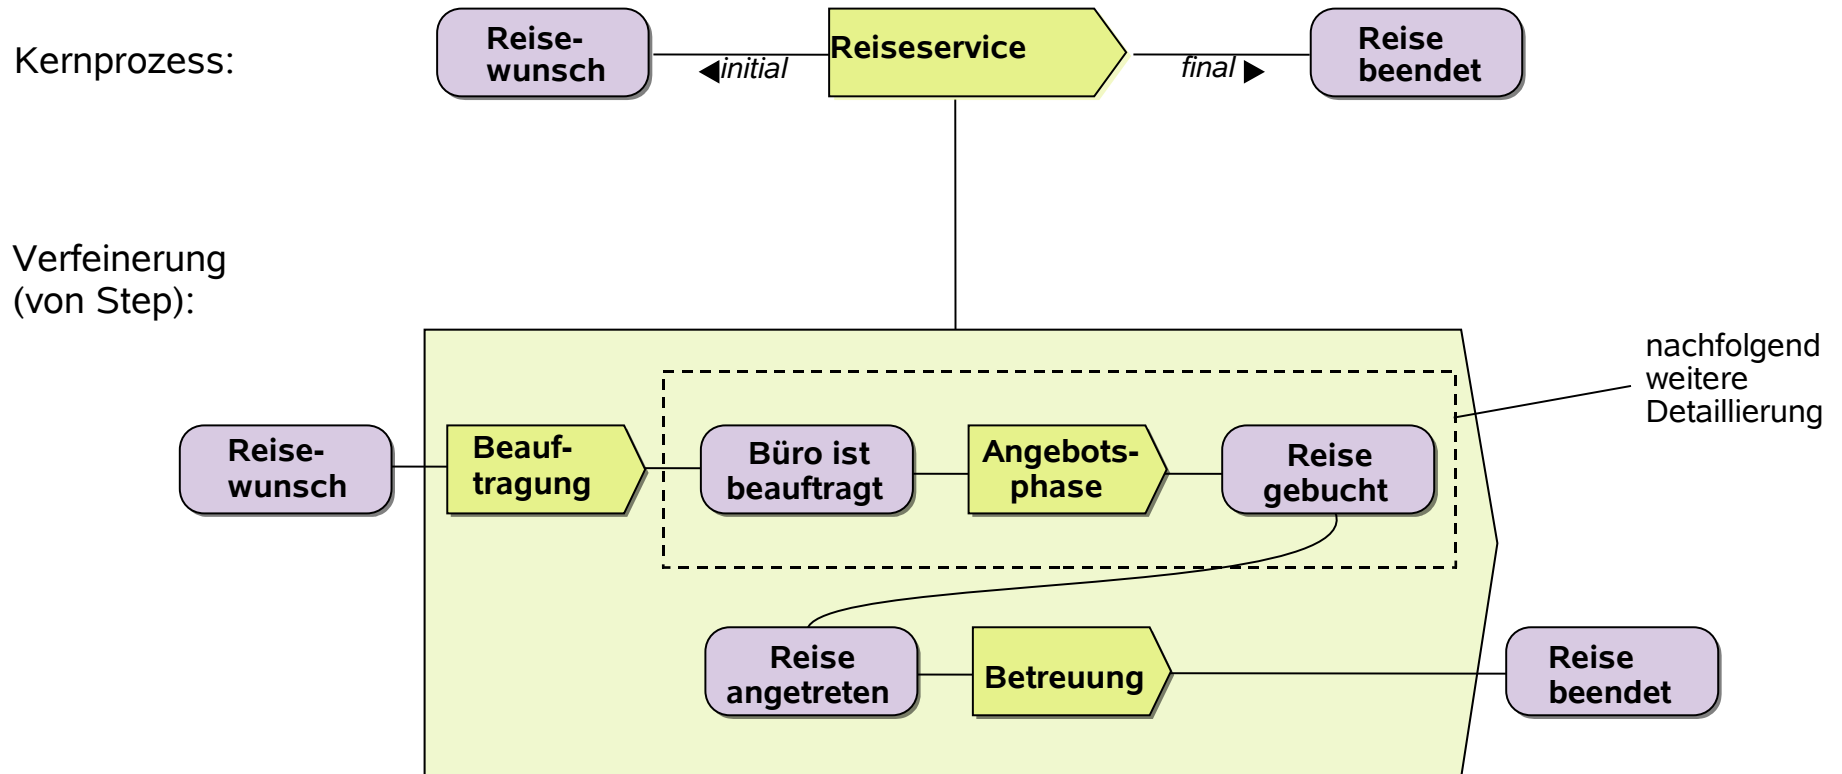 Kernprozess:
Reise-
wunsch
◀initial
Reiseservice
final ▶
Reise
beendet
Verfeinerung
(von Step):
nachfolgend
weitere
Detaillierung
Reise-
wunsch
Beauf-
tragung
Büro ist
beauftragt
Angebots-
phase
Reise
gebucht
Reise
angetreten
Betreuung
Reise
beendet